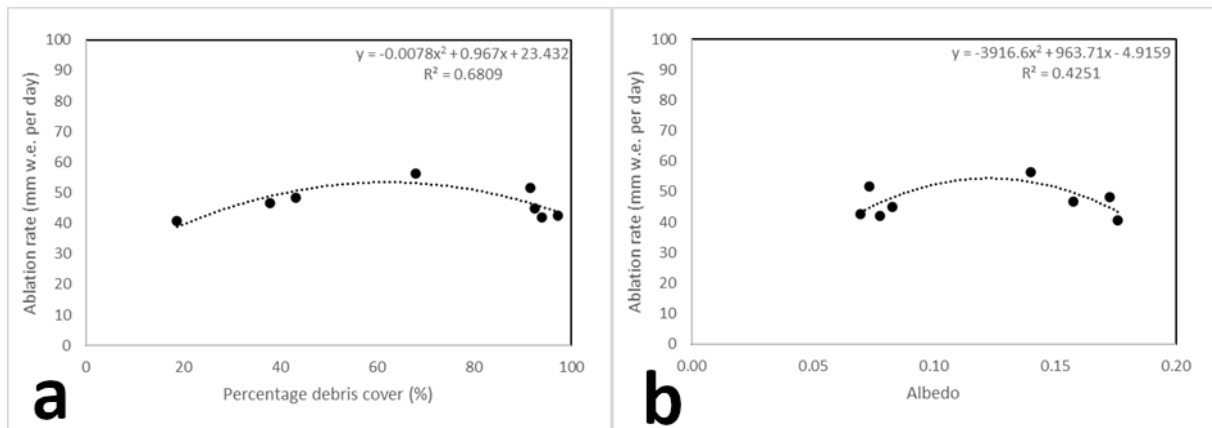 y = -0.0078x² + 0.967x + 23.432
R² = 0.6809
Ablation rate (mm w.e. per day)
100
90
80
70
60
50
40
30
20
10
0
0 20 40 60 80 100
Percentage debris cover (%)
a
y = -3916.6x² + 963.71x - 4.9159
R² = 0.4251
Ablation rate (mm w.e. per day)
100
90
80
70
60
50
40
30
20
10
0
0.00 0.05 0.10 0.15 0.20
Albedo
b